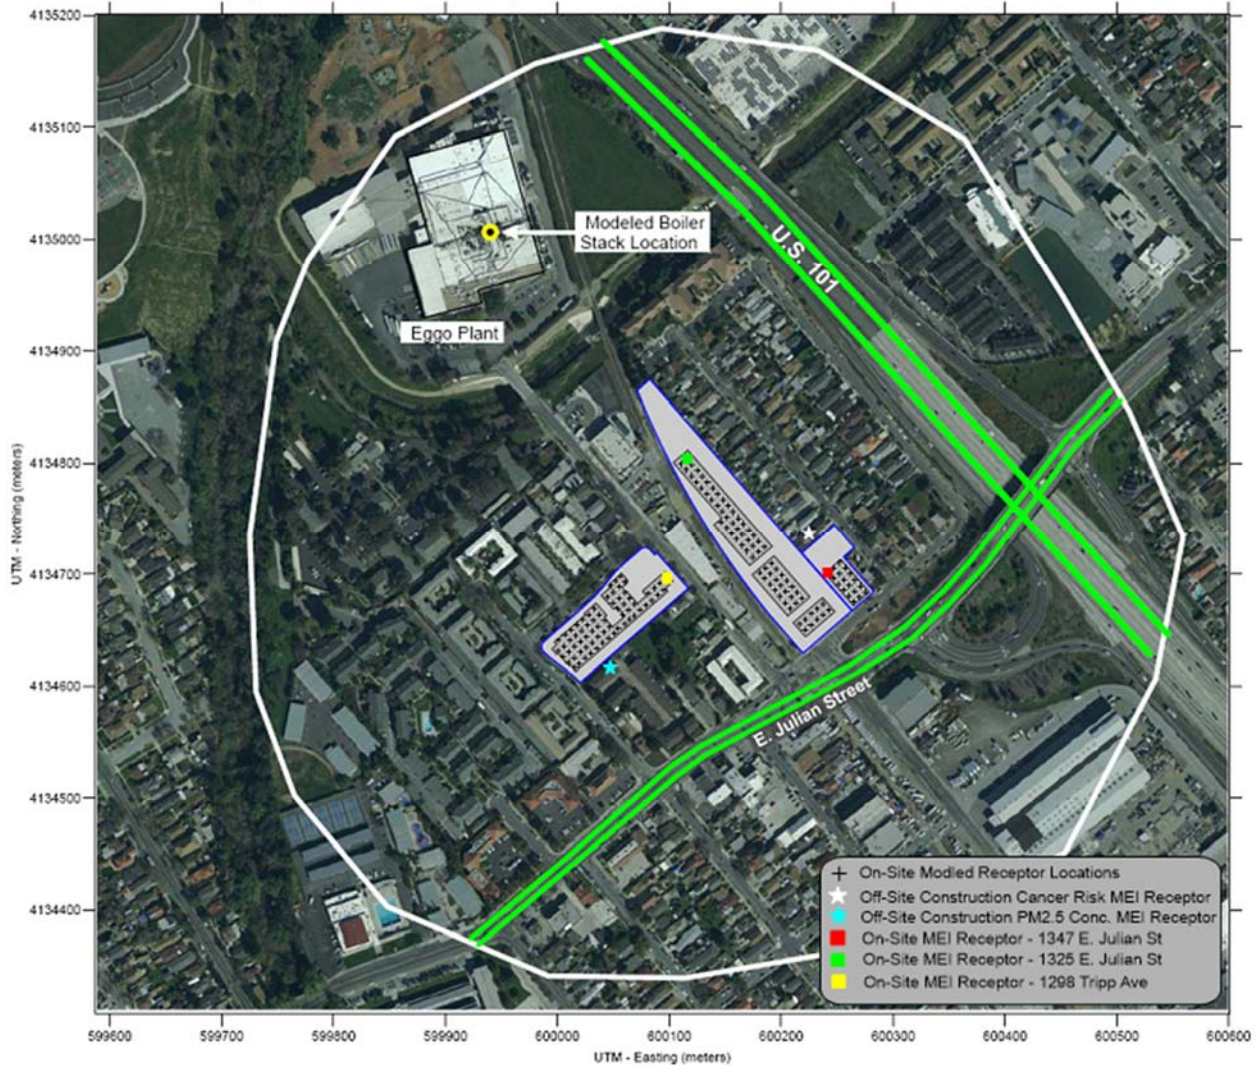 4135200
4135100
4135000
4134900
4134800
4134700
4134600
4134500
4134400
UTM - Northing (meters)
Modeled Boiler
Stack Location
U.S. 101
Eggo Plant
E. Julian Street
On-Site Modled Receptor Locations
Off-Site Construction Cancer Risk MEI Receptor
Off-Site Construction PM2.5 Conc. MEI Receptor
On-Site MEI Receptor - 1347 E. Julian St
On-Site MEI Receptor - 1325 E. Julian St
On-Site MEI Receptor - 1298 Tripp Ave
599600 599700 599800 599900 600000 600100 600200 600300 600400 600500 600600
UTM - Easting (meters)